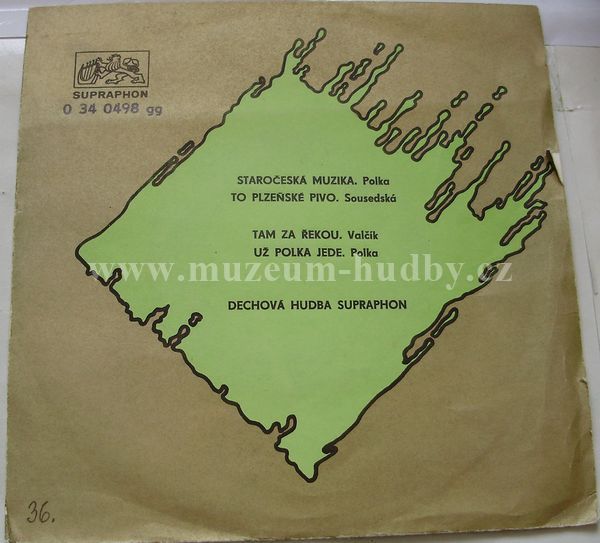 SUPRAPHON
0 34 0498 gg
STAROČESKÁ MUZIKA. Polka
TO PLZEŇSKÉ PIVO. Sousedská
TAM ZA ŘEKOU. Valčík
UŽ POLKA JEDE. Polka
www.muzeum-hudby.cz
DECHOVÁ HUDBA SUPRAPHON
36.